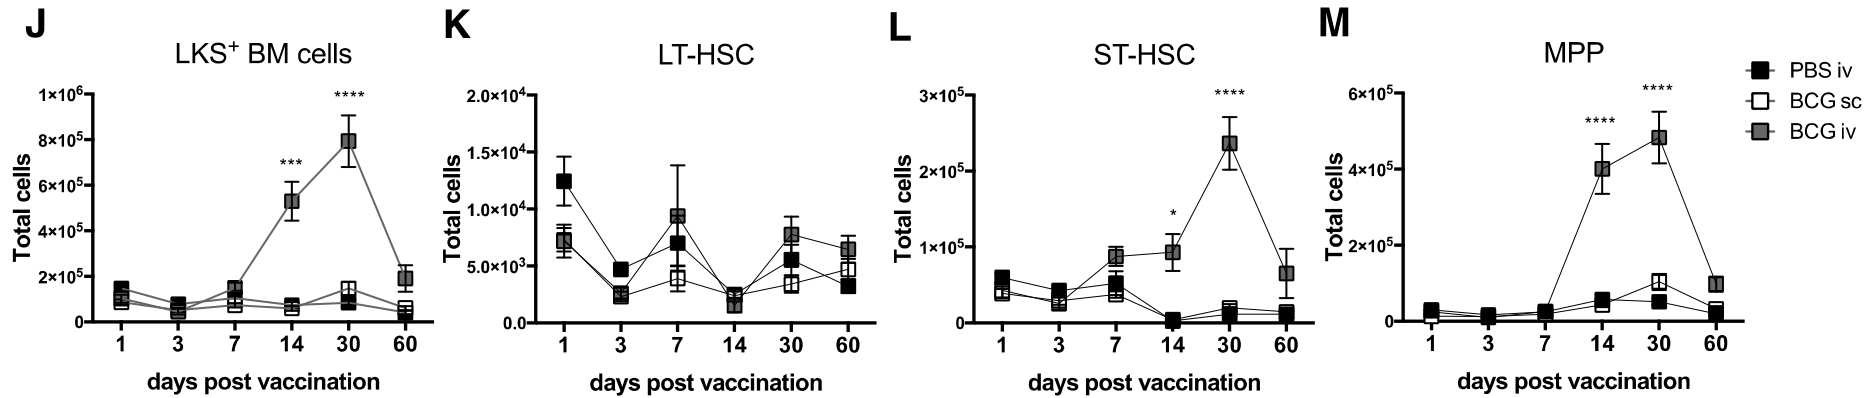 J
LKS⁺ BM cells
Total cells
1×10⁶
8×10⁵
6×10⁵
4×10⁵
2×10⁵
0
***
****
1 3 7 14 30 60
days post vaccination
K
LT-HSC
Total cells
2.0×10⁴
1.5×10⁴
1.0×10⁴
5.0×10³
0.0
1 3 7 14 30 60
days post vaccination
L
ST-HSC
Total cells
3×10⁵
2×10⁵
1×10⁵
0
*
****
1 3 7 14 30 60
days post vaccination
M
MPP
Total cells
6×10⁵
4×10⁵
2×10⁵
0
****
****
1 3 7 14 30 60
days post vaccination
PBS iv
BCG sc
BCG iv